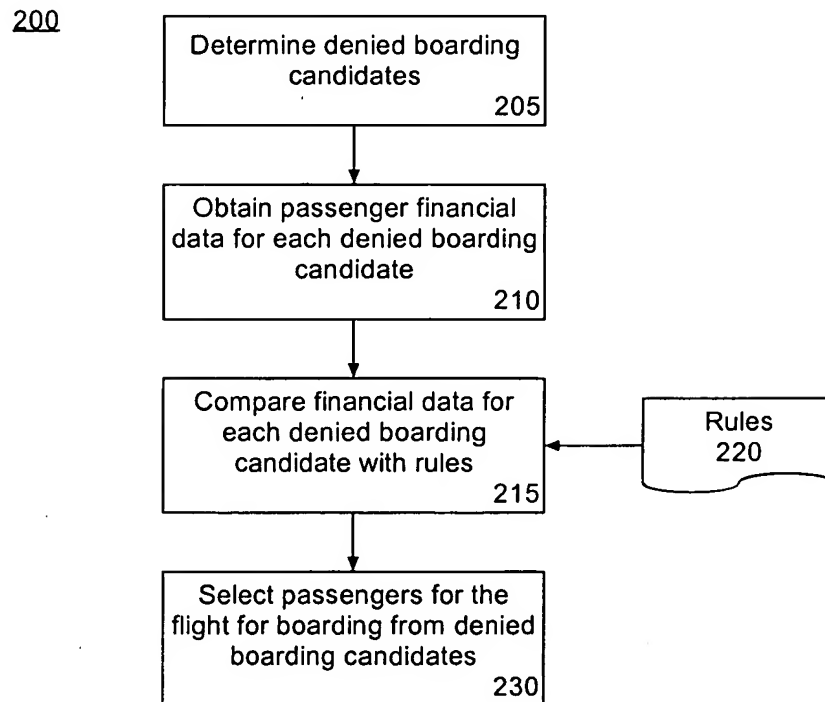 200
Determine denied boarding
candidates
205
Obtain passenger financial
data for each denied boarding
candidate
210
Compare financial data for
each denied boarding
candidate with rules
215
Rules
220
Select passengers for the
flight for boarding from denied
boarding candidates
230